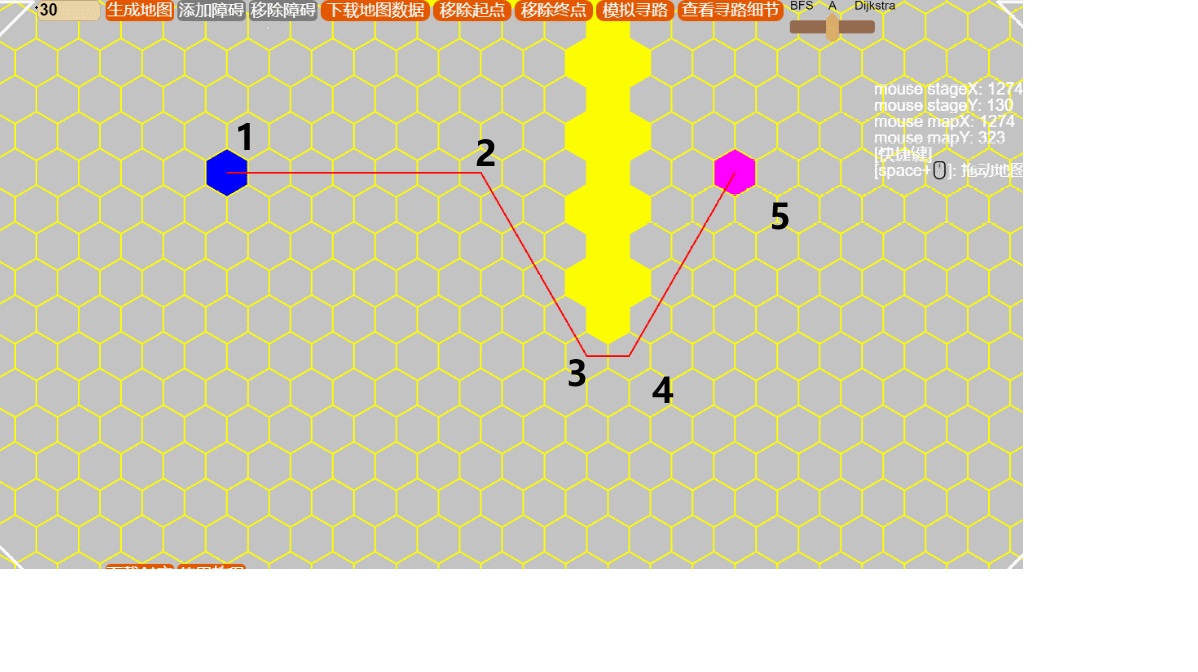 30 生成地图 添加障碍 移除障碍 下载地图数据 移除起点 移除终点 模拟寻路 查看寻路细节 BFS A Dijkstra
mouse stageX: 1274
mouse stageY: 130
mouse mapX: 1274
mouse mapY: 323
[快捷键]
[space+]: 拖动地图
1
2
5
3
4